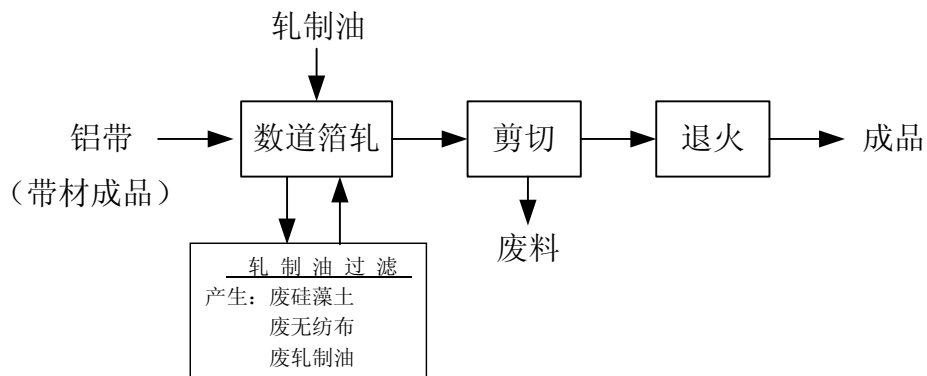 轧制油
铝带
（带材成品）
数道箔轧
剪切
退火
成品
废料
轧制油过滤
产生：废硅藻土
废无纺布
废轧制油